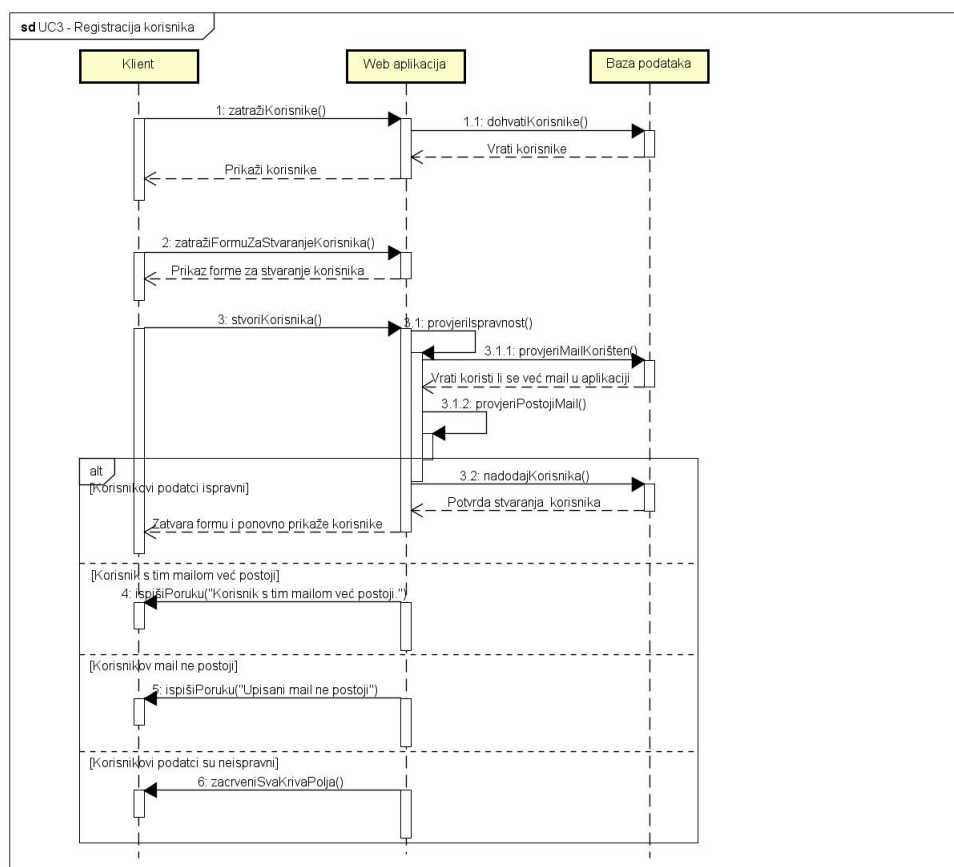 sd UC3 - Registracija korisnika
Klient
Web aplikacija
Baza podataka
1: zatražiKorisnike()
1.1: dohvatiKorisnike()
Vrati korisnike
Prikaži korisnike
2: zatražiFormuZaStvaranjeKorisnika()
Prikaz forme za stvaranje korisnika
3: stvoriKorisnika()
3.1: provjeriIspravnost()
3.1.1: provjeriMailKorišten()
Vrati koristi li se već mail u aplikaciji
3.1.2: provjeriPostojiMail()
alt
[Korisnikovi podatci ispravni]
3.2: nadodajKorisnika()
Potvrda stvaranja korisnika
Zatvara formu i ponovno prikaže korisnike
[Korisnik s tim mailom već postoji]
4: ispišiPoruku("Korisnik s tim mailom već postoji.")
[Korisnikov mail ne postoji]
5: ispišiPoruku("Upisani mail ne postoji")
[Korisnikovi podatci su neispravni]
6: zacrveniSvaKrivaPolja()